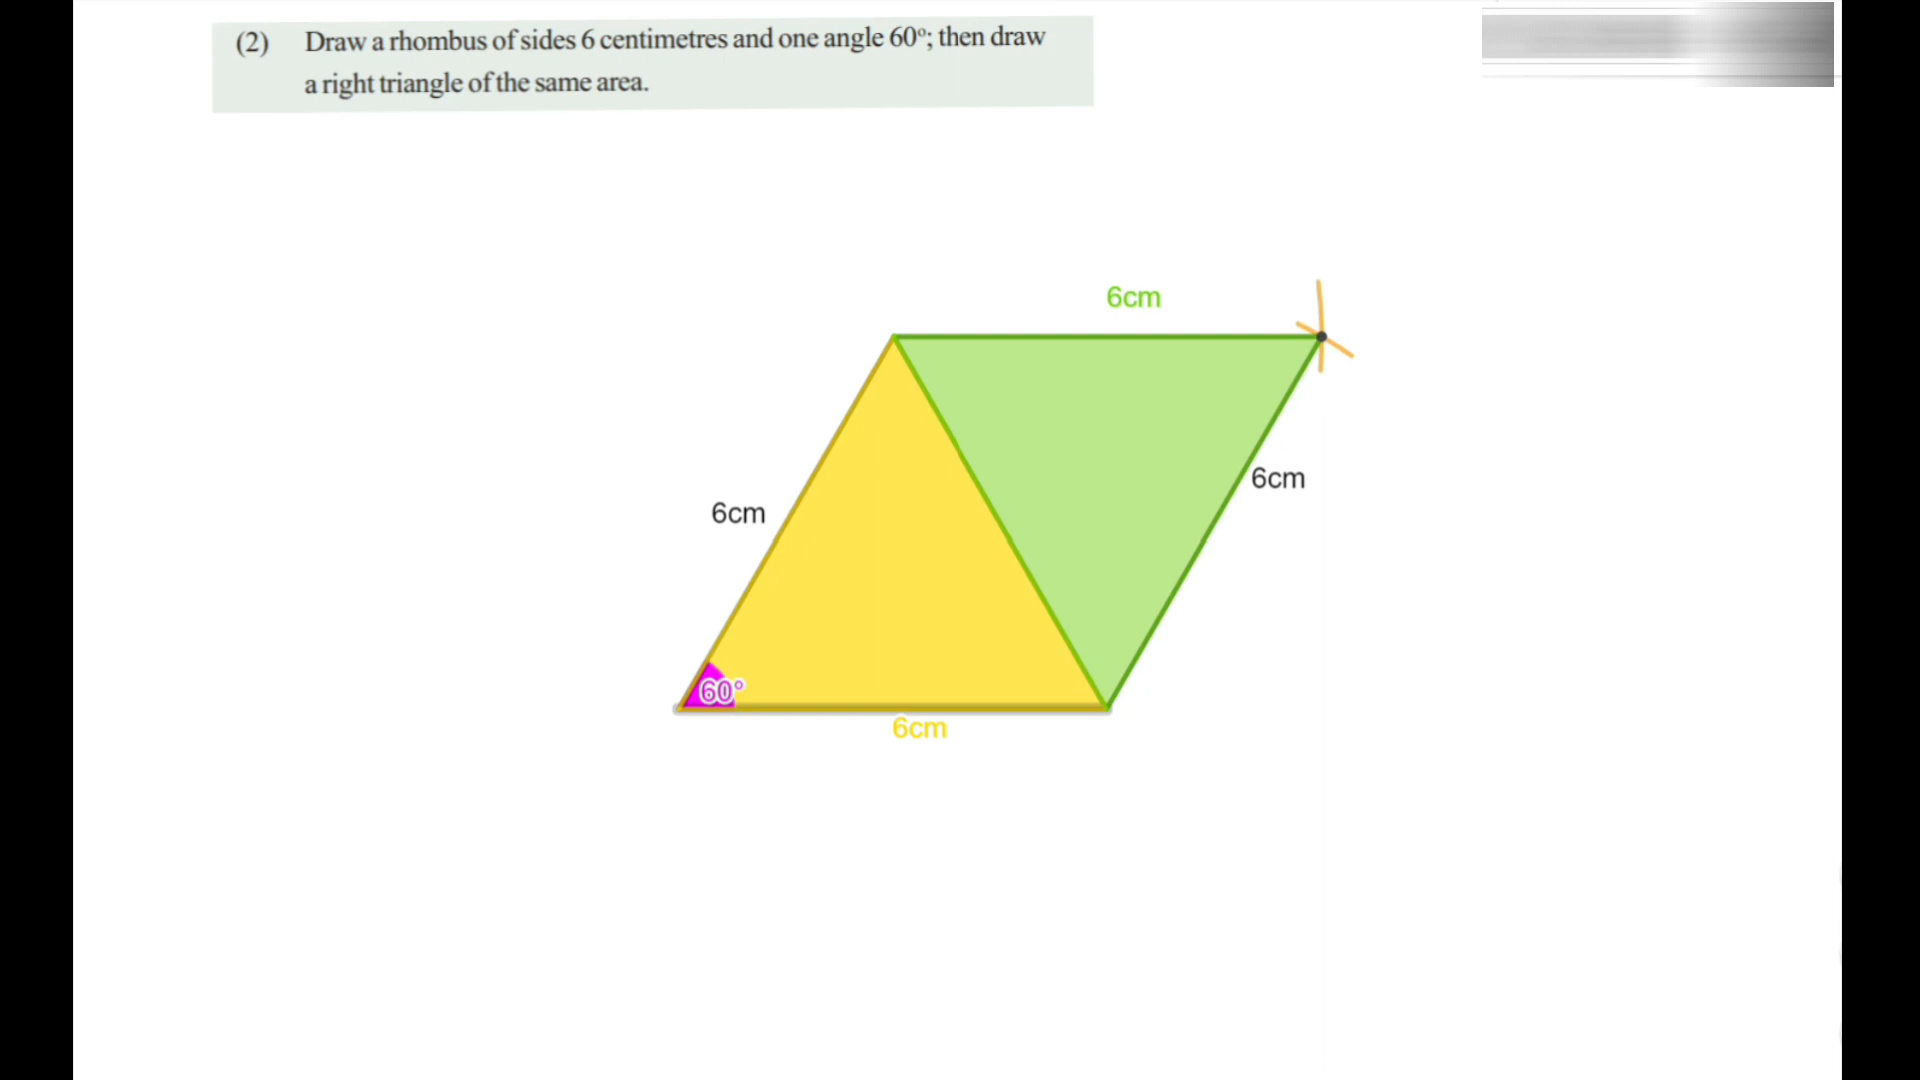 (2) Draw a rhombus of sides 6 centimetres and one angle 60°; then draw
a right triangle of the same area.
6cm
6cm
6cm
60°
6cm